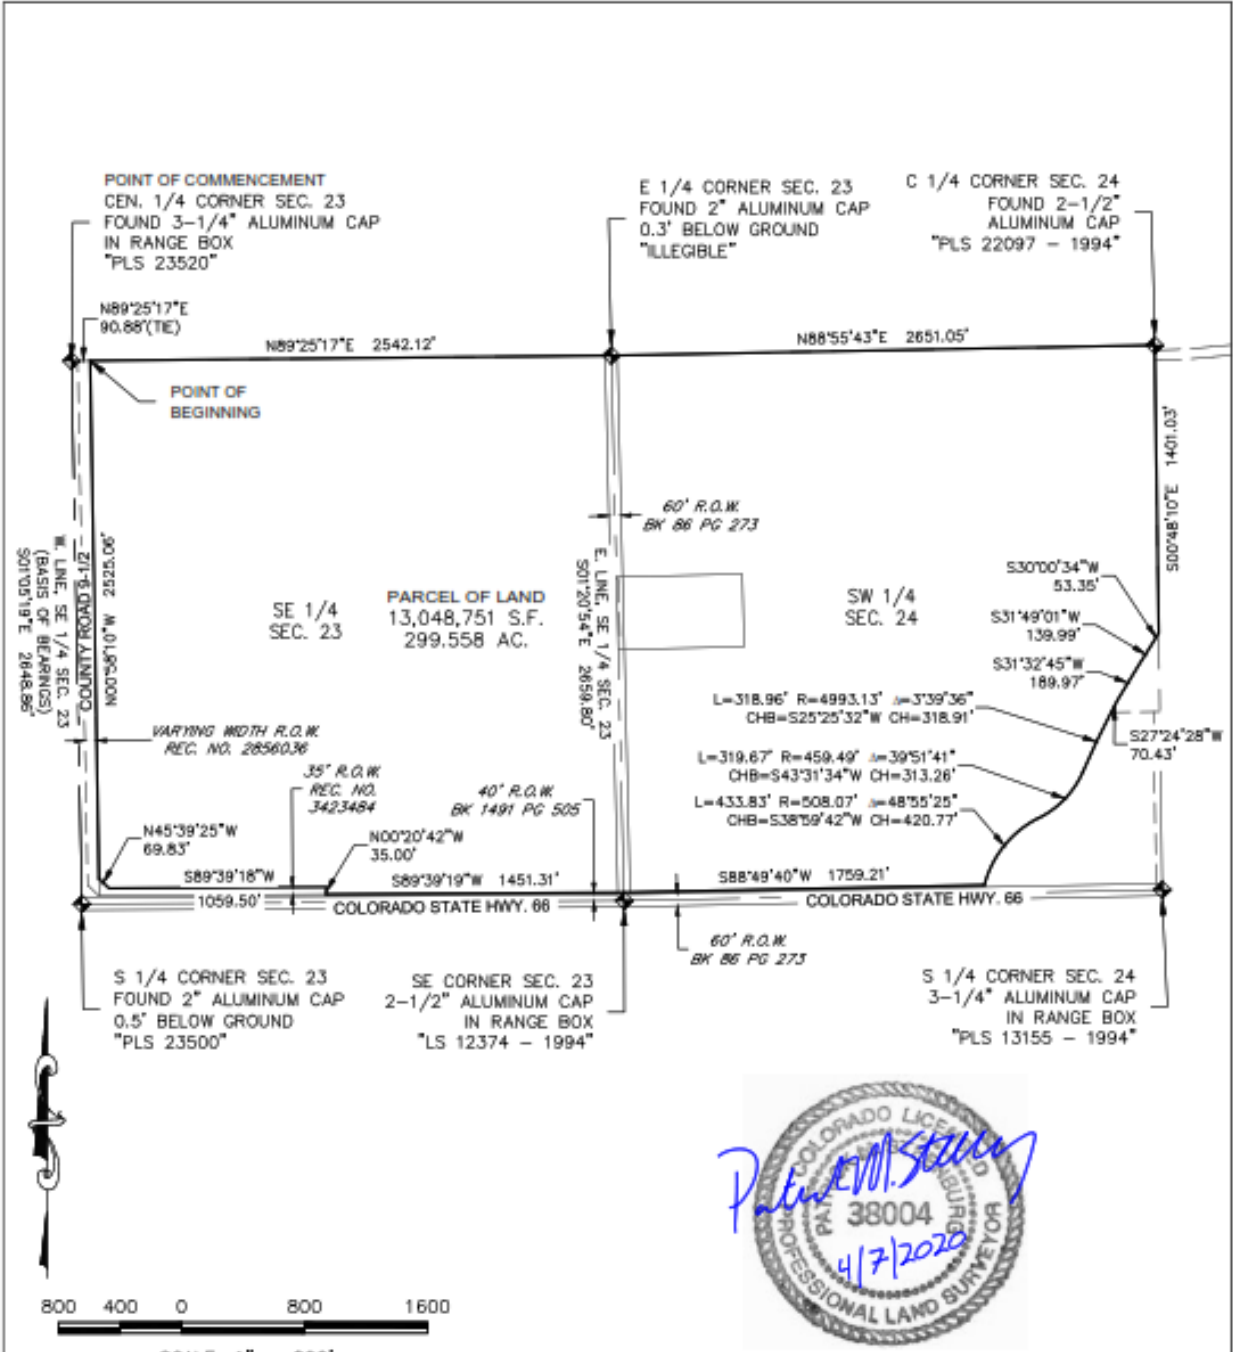 POINT OF COMMENCEMENT
CEN. 1/4 CORNER SEC. 23
FOUND 3-1/4" ALUMINUM CAP
IN RANGE BOX
"PLS 23520"
E 1/4 CORNER SEC. 23
FOUND 2" ALUMINUM CAP
0.3' BELOW GROUND
"ILLEGIBLE"
C 1/4 CORNER SEC. 24
FOUND 2-1/2"
ALUMINUM CAP
"PLS 22097 - 1994"
N89°25'17"E
90.88'(TIE)
N89°25'17"E 2542.12'
N88°55'43"E 2651.05'
POINT OF
BEGINNING
S00°48'10"E 1401.03'
60' R.O.W.
BK 86 PG 273
W. LINE, SE 1/4 SEC. 23
(BASIS OF BEARINGS)
S01°05'19"E 2648.86'
COUNTY ROAD 9-1/2
N00°58'10"W 2525.06'
E. LINE, SE 1/4 SEC. 23
S01°20'54"E 2659.80'
SE 1/4
SEC. 23
PARCEL OF LAND
13,048,751 S.F.
299.558 AC.
SW 1/4
SEC. 24
S30°00'34"W
53.35'
S31°49'01"W
139.99'
S31°32'45"W
189.97'
L=318.96' R=4993.13' Δ=3°39'36"
CHB=S25°25'32"W CH=318.91'
S27°24'28"W
70.43'
L=319.67' R=459.49' Δ=39°51'41"
CHB=S43°31'34"W CH=313.26'
L=433.83' R=508.07' Δ=48°55'25"
CHB=S38°59'42"W CH=420.77'
VARYING WIDTH R.O.W.
REC. NO. 2856036
35' R.O.W.
REC. NO.
3423484
40' R.O.W.
BK 1491 PG 505
N45°39'25"W
69.83'
N00°20'42"W
35.00'
S89°39'18"W
1059.50'
S89°39'19"W 1451.31'
S88°49'40"W 1759.21'
COLORADO STATE HWY. 66
COLORADO STATE HWY. 66
60' R.O.W.
BK 86 PG 273
S 1/4 CORNER SEC. 23
FOUND 2" ALUMINUM CAP
0.5' BELOW GROUND
"PLS 23500"
SE CORNER SEC. 23
2-1/2" ALUMINUM CAP
IN RANGE BOX
"LS 12374 - 1994"
S 1/4 CORNER SEC. 24
3-1/4" ALUMINUM CAP
IN RANGE BOX
"PLS 13155 - 1994"
COLORADO LICENSED
PROFESSIONAL LAND SURVEYOR
38004
4/7/2020
800 400 0 800 1600